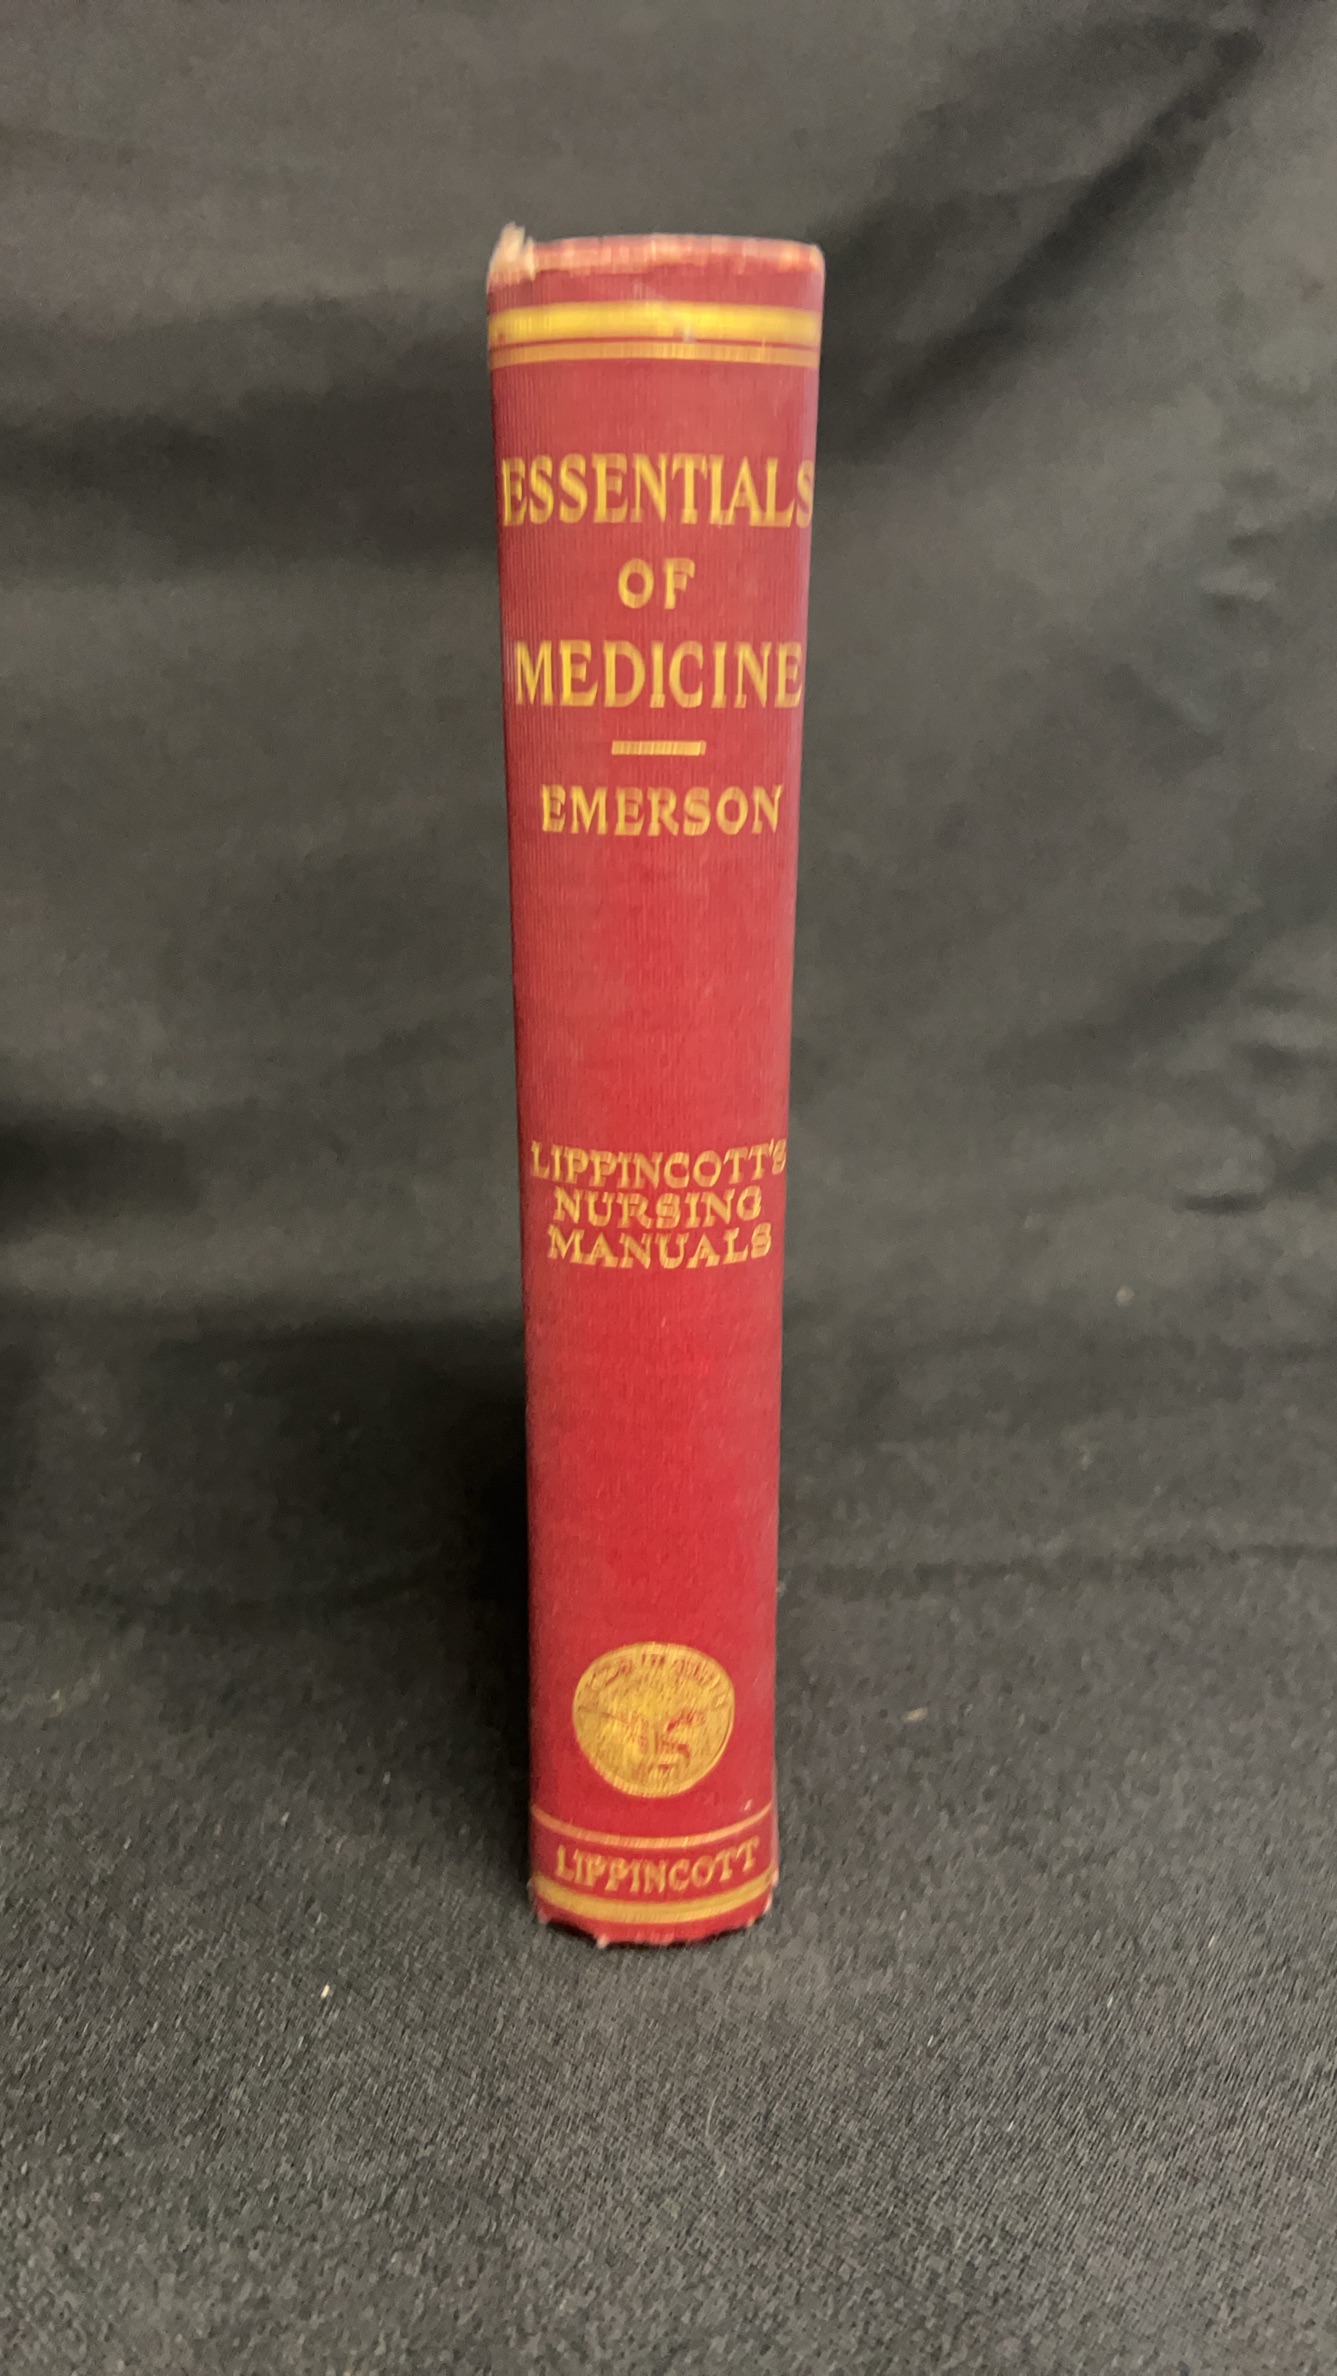 ESSENTIALS
OF
MEDICINE
EMERSON
LIPPINCOTT'S
NURSING
MANUALS
LIPPINCOTT